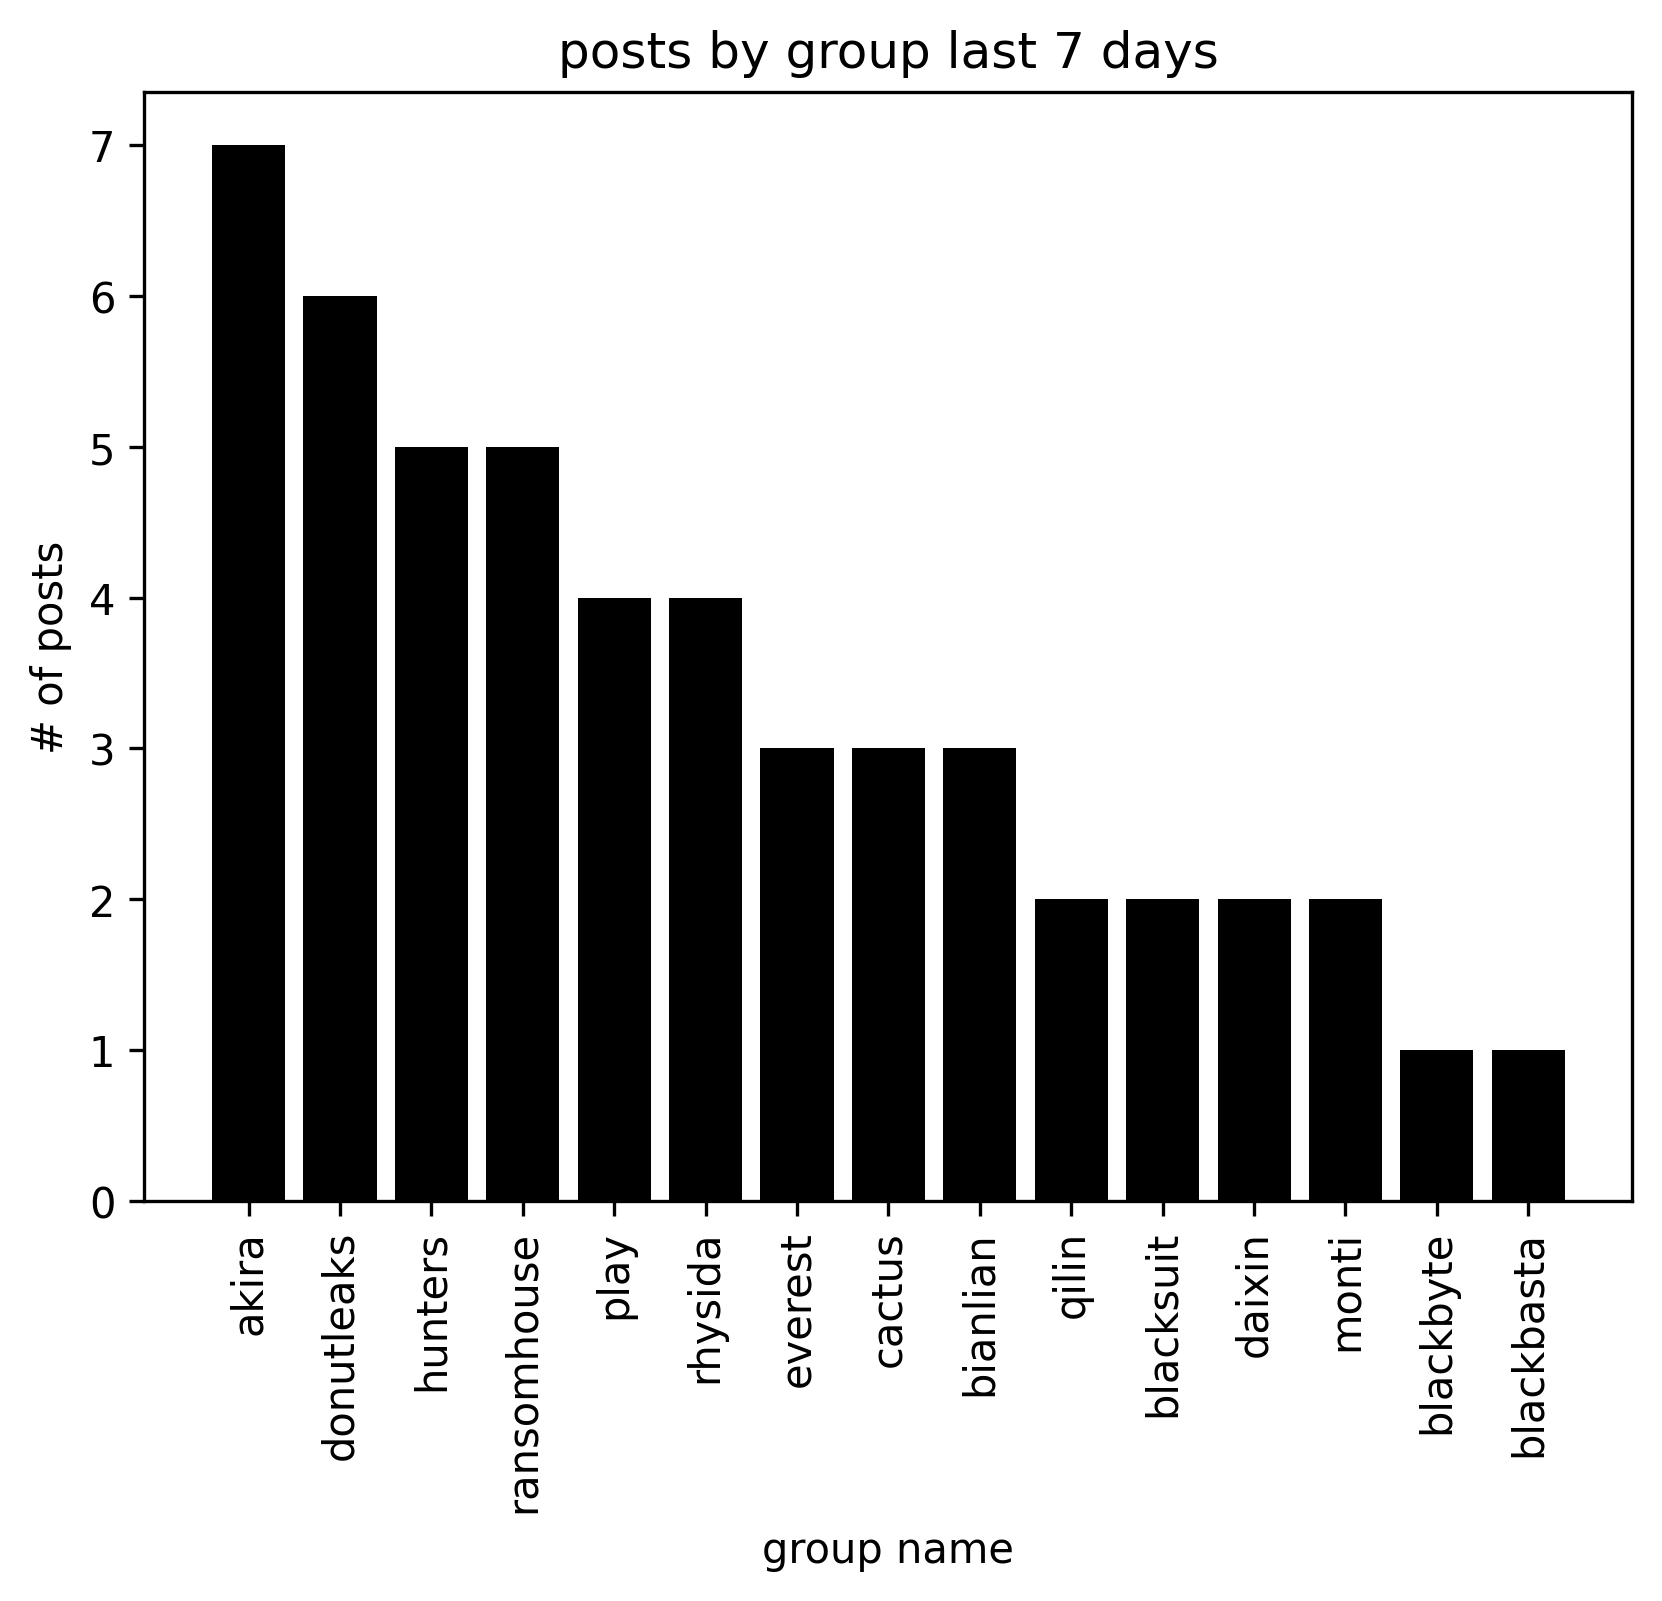 posts by group last 7 days
7
6
5
4
3
2
1
0
# of posts
akira
donutleaks
hunters
ransomhouse
play
rhysida
everest
cactus
bianlian
qilin
blacksuit
daixin
monti
blackbyte
blackbasta
group name